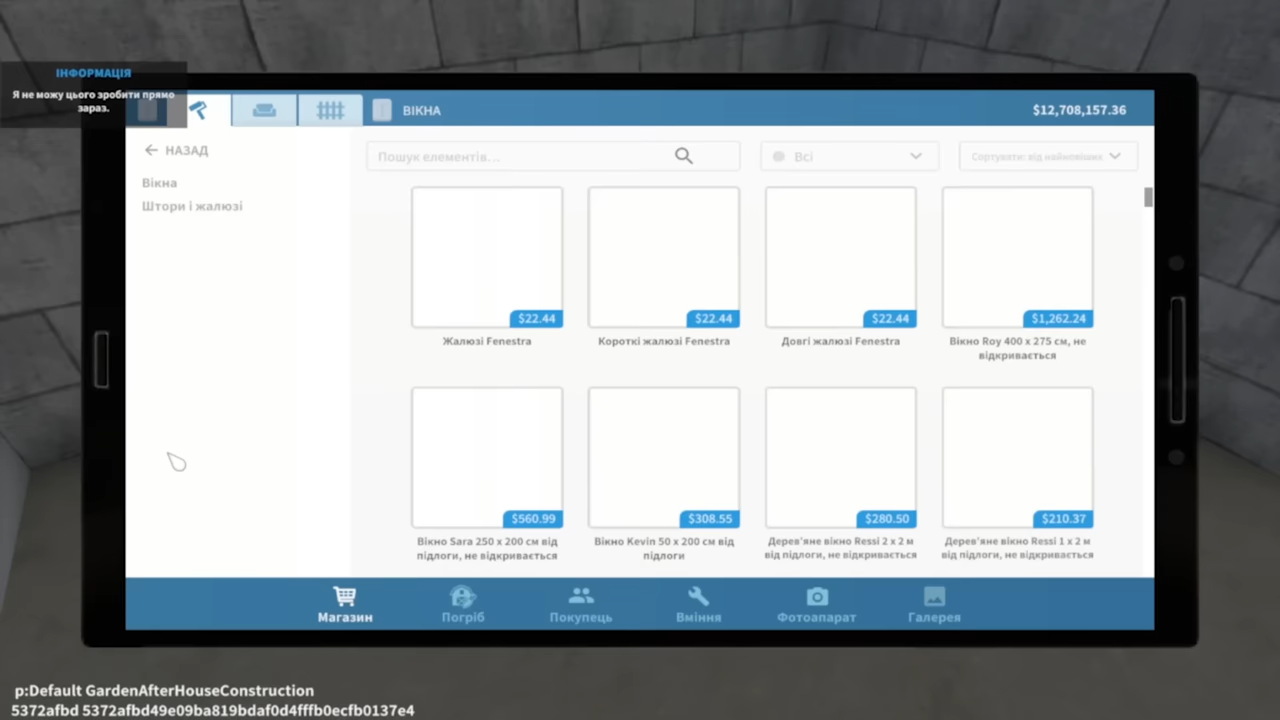 ІНФОРМАЦІЯ
Я не можу цього зробити прямо
зараз.
ВІКНА
$12,708,157.36
НАЗАД
Вікна
Штори і жалюзі
Пошук елементів...
Всі
Сортувати: від найновіших
$22.44
$22.44
$22.44
$1,262.24
Жалюзі Fenestra
Короткі жалюзі Fenestra
Довгі жалюзі Fenestra
Вікно Roy 400 x 275 см, не
відкривається
$560.99
$308.55
$280.50
$210.37
Вікно Sara 250 x 200 см від
підлоги, не відкривається
Вікно Kevin 50 x 200 см від
підлоги
Дерев'яне вікно Ressi 2 x 2 м
від підлоги, не відкривається
Дерев'яне вікно Ressi 1 x 2 м
від підлоги, не відкривається
Магазин
Погріб
Покупець
Вміння
Фотоапарат
Галерея
p:Default GardenAfterHouseConstruction
5372afbd 5372afbd49e09ba819bdaf0d4fffb0ecfb0137e4